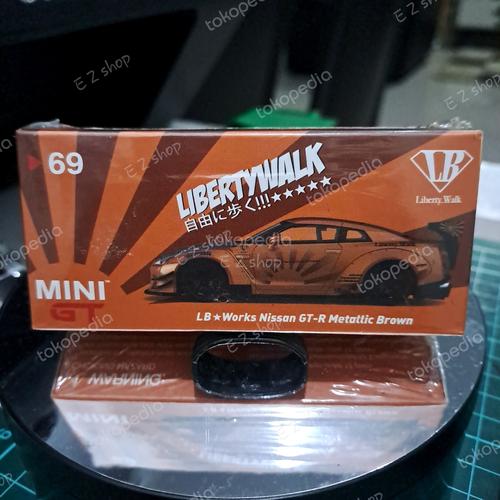 69
LIBERTYWALK
自由に歩く!!!★★★★★
LB
Liberty.Walk
MINI
GT
LB★Works Nissan GT-R Metallic Brown
WARNING
E Z shop
tokopedia